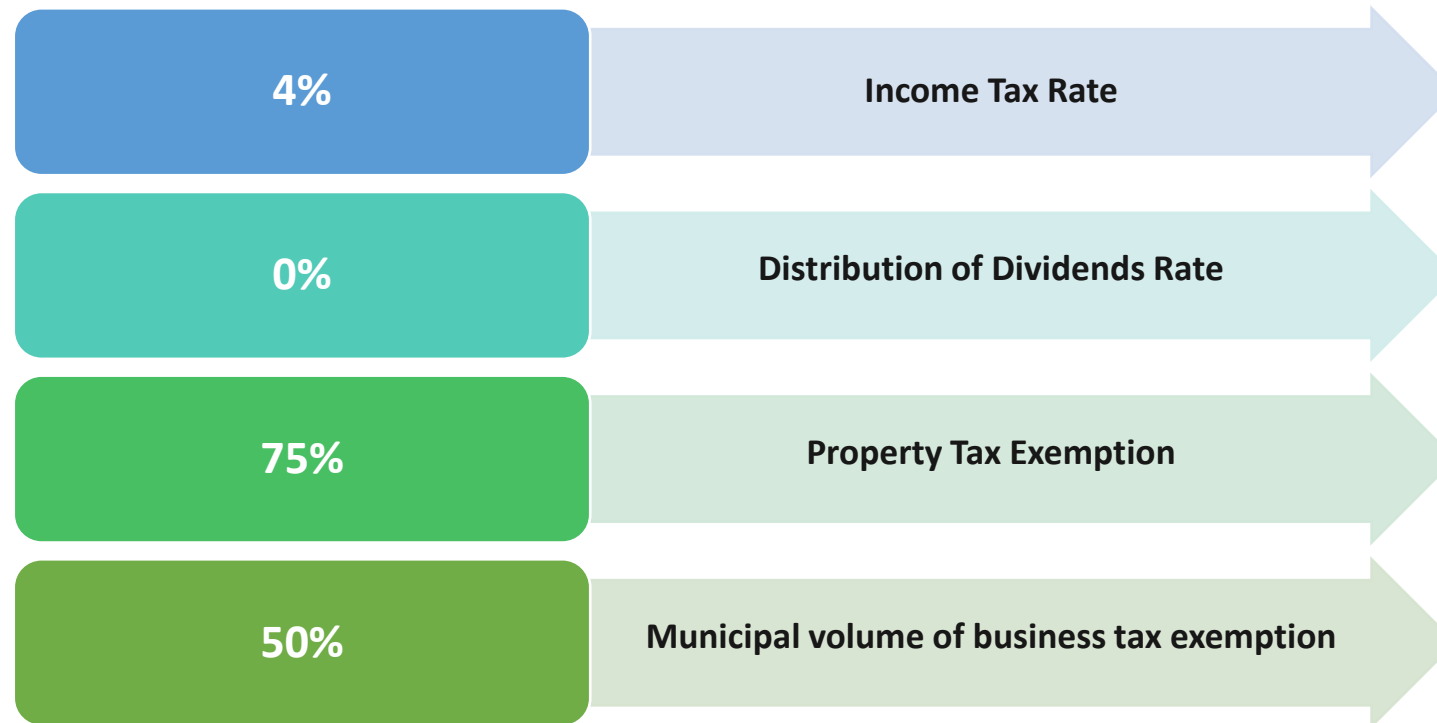 4%
Income Tax Rate
0%
Distribution of Dividends Rate
75%
Property Tax Exemption
50%
Municipal volume of business tax exemption